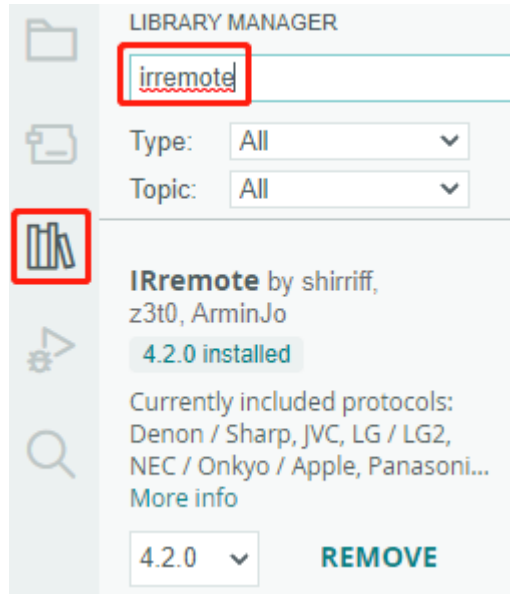 LIBRARY MANAGER
irremote
Type: All
Topic: All
IRremote by shirriff,
z3t0, ArminJo
4.2.0 installed
Currently included protocols:
Denon / Sharp, JVC, LG / LG2,
NEC / Onkyo / Apple, Panasoni...
More info
4.2.0 REMOVE